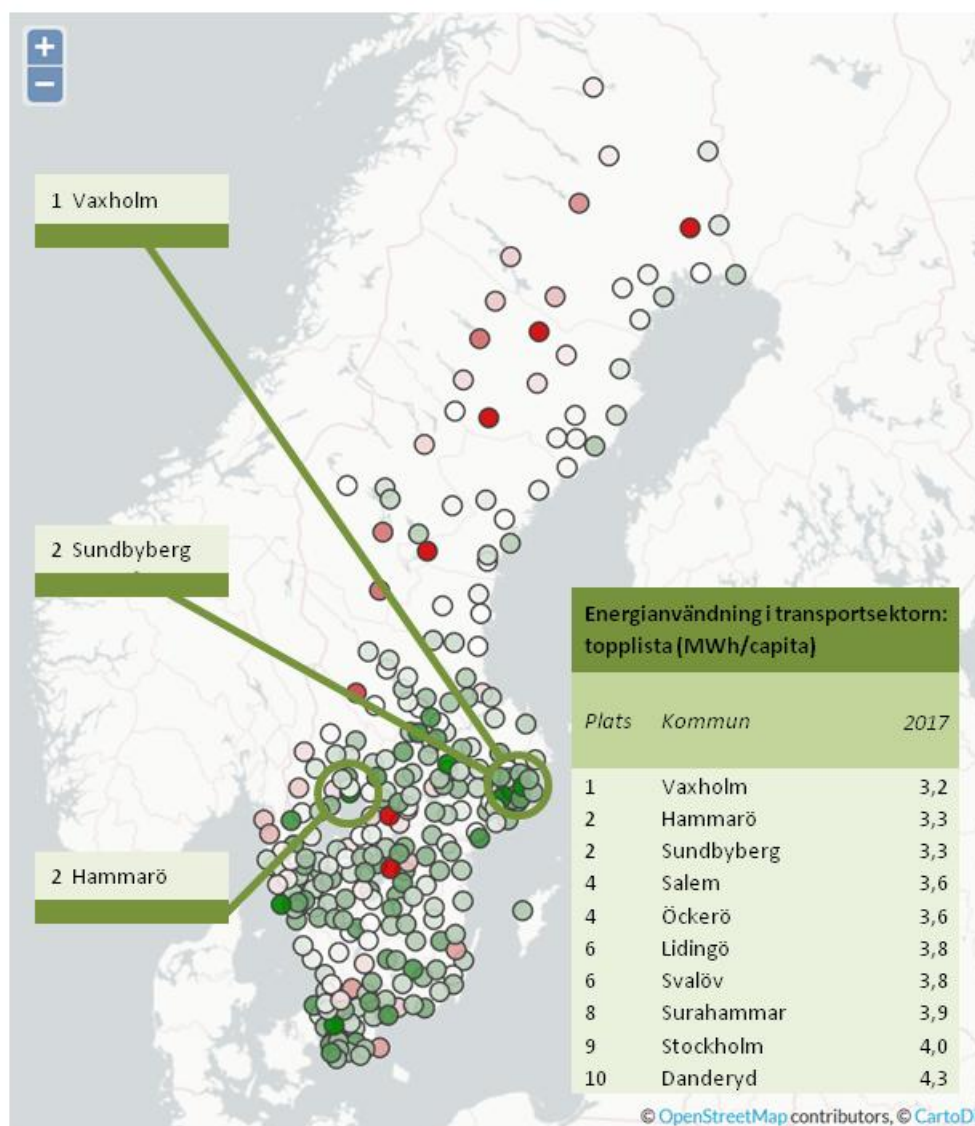 +
−
1 Vaxholm
2 Sundbyberg
2 Hammarö
Energianvändning i transportsektorn:
topplista (MWh/capita)
Plats Kommun 2017
1 Vaxholm 3,2
2 Hammarö 3,3
2 Sundbyberg 3,3
4 Salem 3,6
4 Öckerö 3,6
6 Lidingö 3,8
6 Svalöv 3,8
8 Surahammar 3,9
9 Stockholm 4,0
10 Danderyd 4,3
© OpenStreetMap contributors, © CartoD